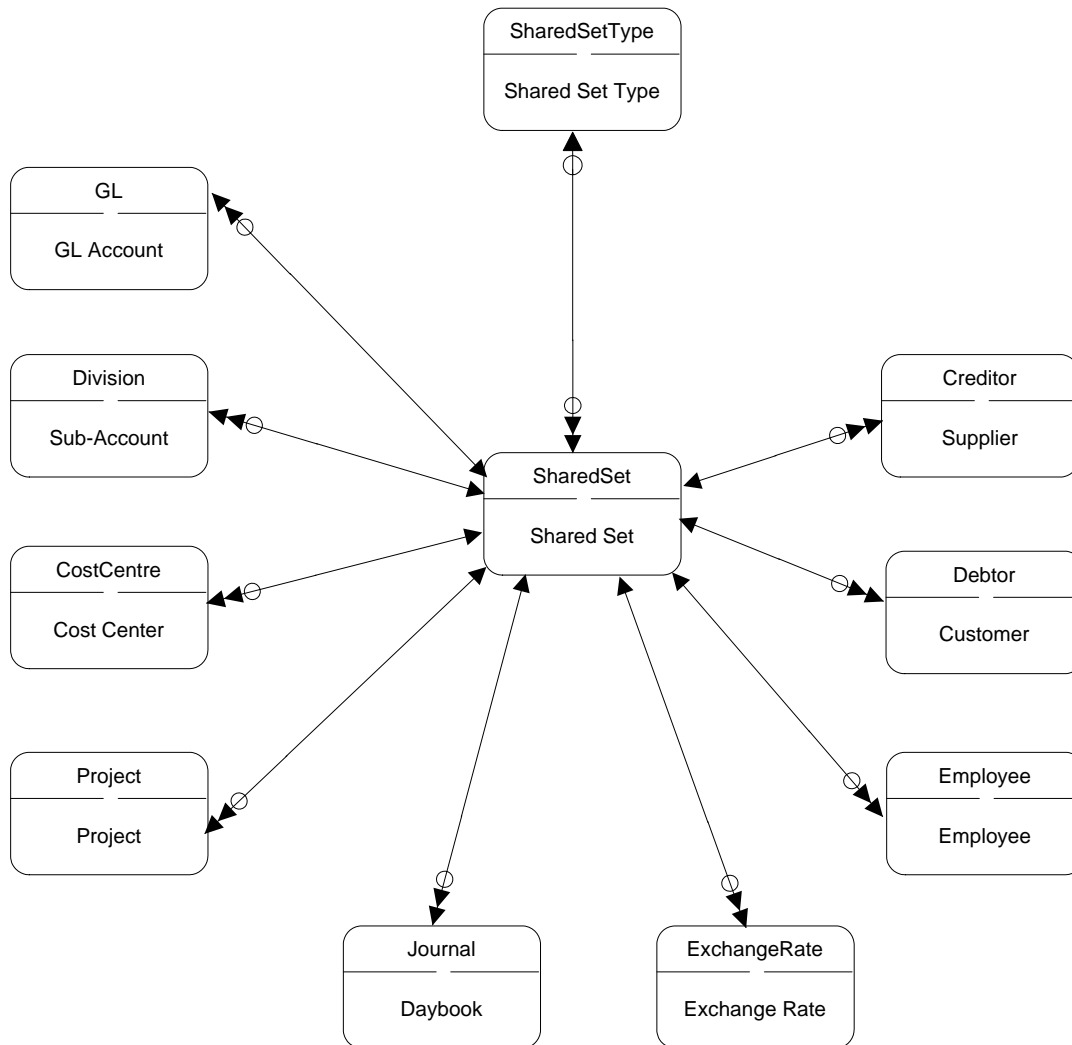 SharedSetType
Shared Set Type
GL
GL Account
Division
Sub-Account
Creditor
Supplier
SharedSet
Shared Set
CostCentre
Cost Center
Debtor
Customer
Project
Project
Employee
Employee
Journal
Daybook
ExchangeRate
Exchange Rate